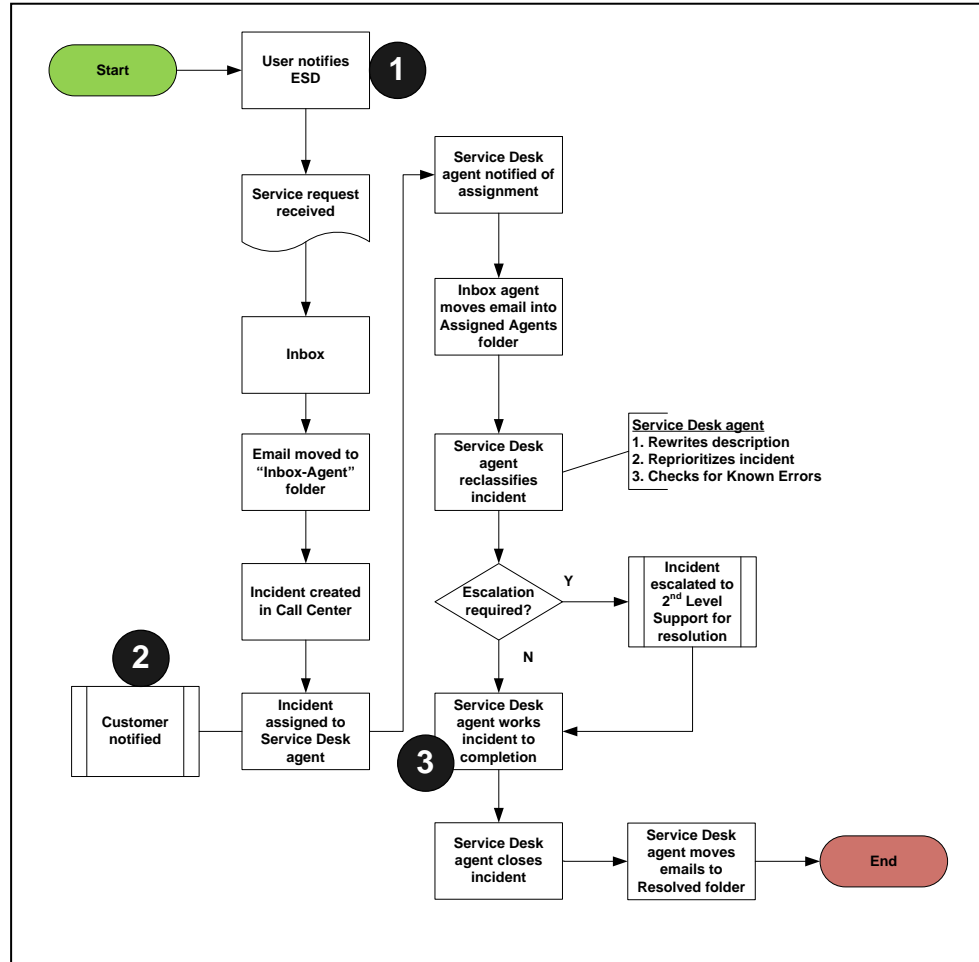 Start
User notifies
ESD
1
Service request
received
Inbox
Email moved to
“Inbox-Agent”
folder
Incident created
in Call Center
2
Customer
notified
Incident
assigned to
Service Desk
agent
Service Desk
agent notified of
assignment
Inbox agent
moves email into
Assigned Agents
folder
Service Desk
agent
reclassifies
incident
Service Desk agent
1. Rewrites description
2. Reprioritizes incident
3. Checks for Known Errors
Escalation
required?
Y
Incident
escalated to
2nd Level
Support for
resolution
N
Service Desk
agent works
incident to
completion
3
Service Desk
agent closes
incident
Service Desk
agent moves
emails to
Resolved folder
End